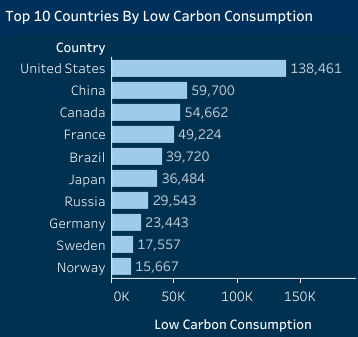 Top 10 Countries By Low Carbon Consumption
Country
United States 138,461
China 59,700
Canada 54,662
France 49,224
Brazil 39,720
Japan 36,484
Russia 29,543
Germany 23,443
Sweden 17,557
Norway 15,667
0K 50K 100K 150K
Low Carbon Consumption